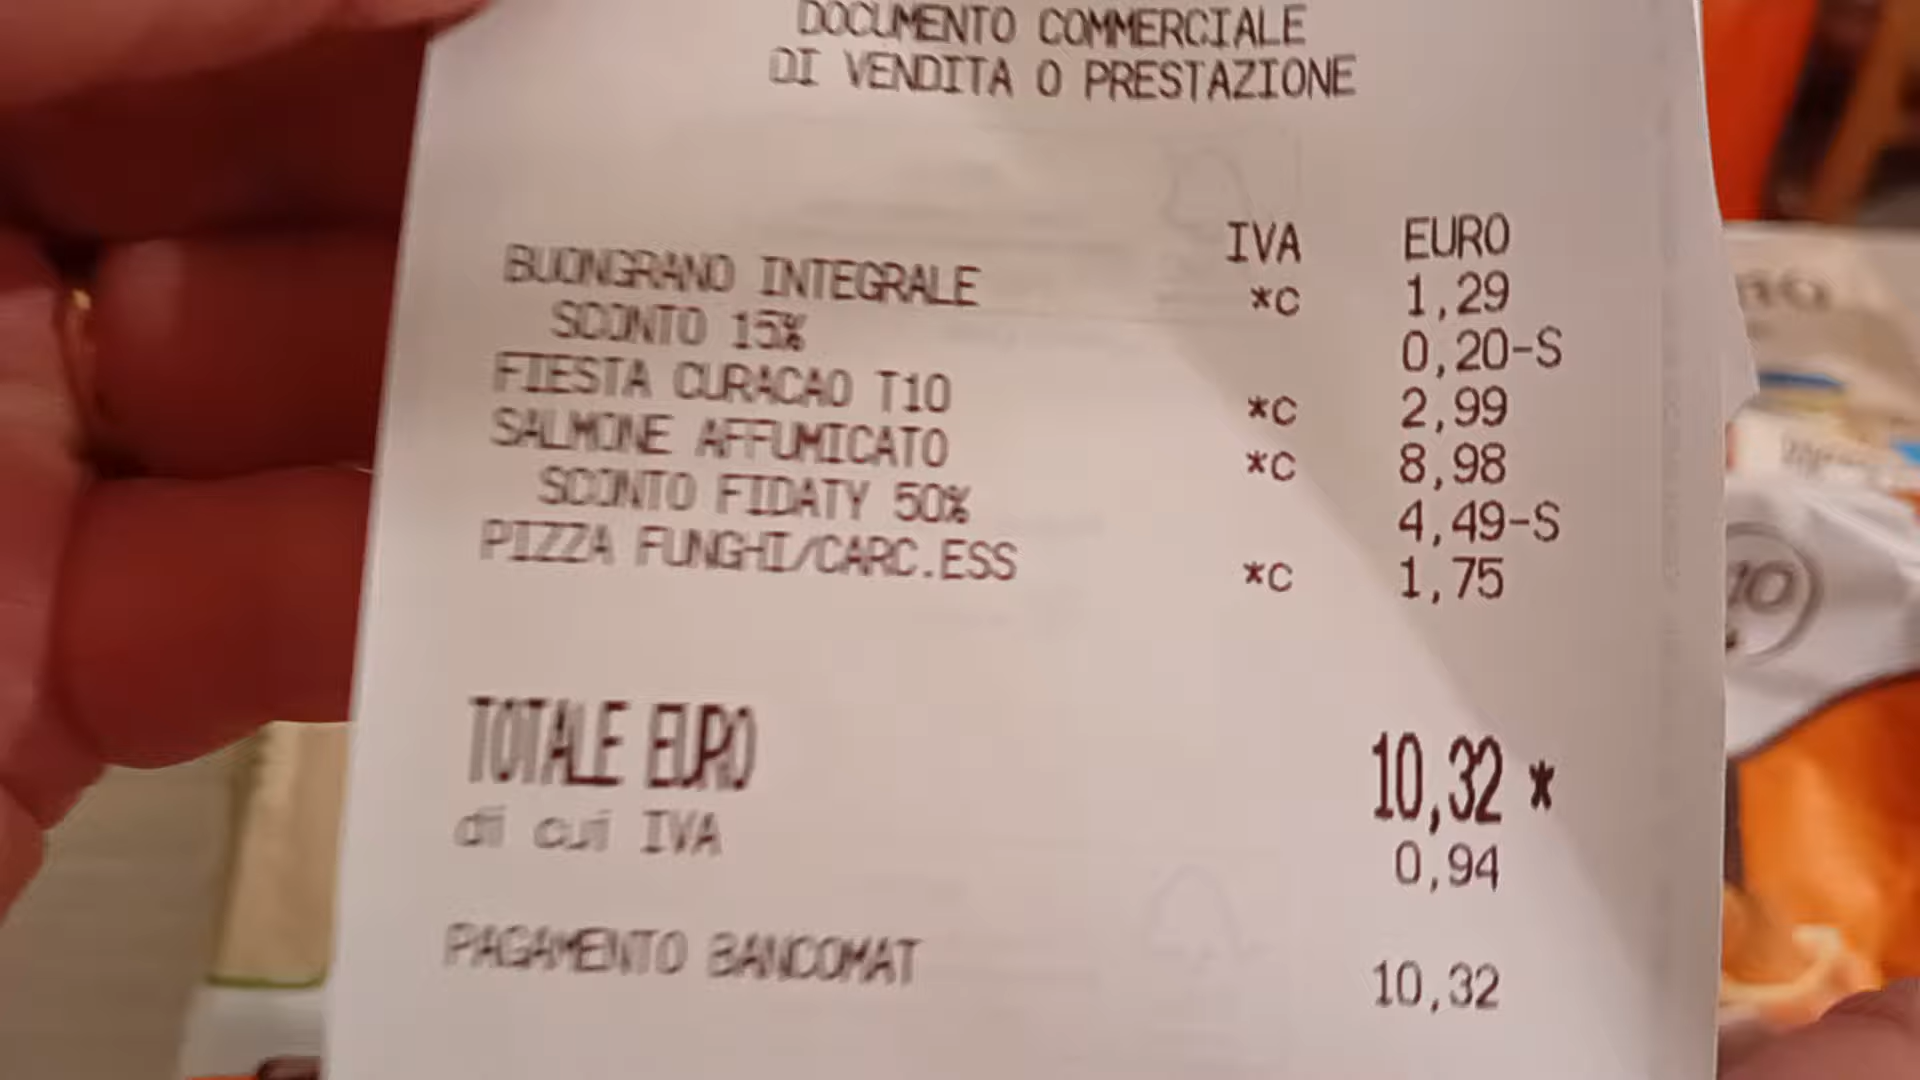 DOCUMENTO COMMERCIALE
DI VENDITA O PRESTAZIONE
IVA EURO
BUONGRANO INTEGRALE *C 1,29
SCONTO 15% 0,20-S
FIESTA CURACAO T10 *C 2,99
SALMONE AFFUMICATO *C 8,98
SCONTO FIDATY 50% 4,49-S
PIZZA FUNGHI/CARC.ESS *C 1,75
TOTALE EURO 10,32 *
di cui IVA 0,94
PAGAMENTO BANCOMAT 10,32
10